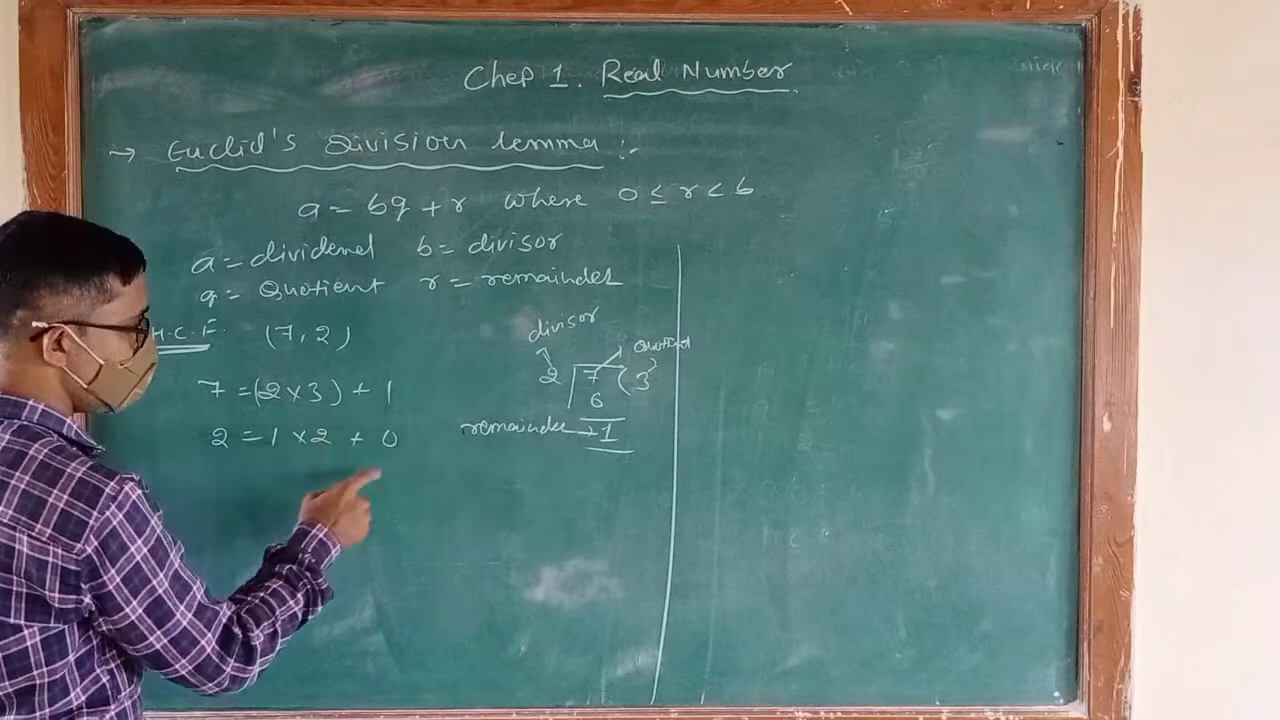 Chep 1. Real Number
→ Euclid's Division lemma :-
a = bq + r where 0 ≤ r < b
a = dividend b = divisor
q = Quotient r = remainder
H.C.F. (7, 2)
7 = (2 x 3) + 1
2 = 1 x 2 + 0
divisor
Quotient
2 7 ( 3
6
remainder → 1